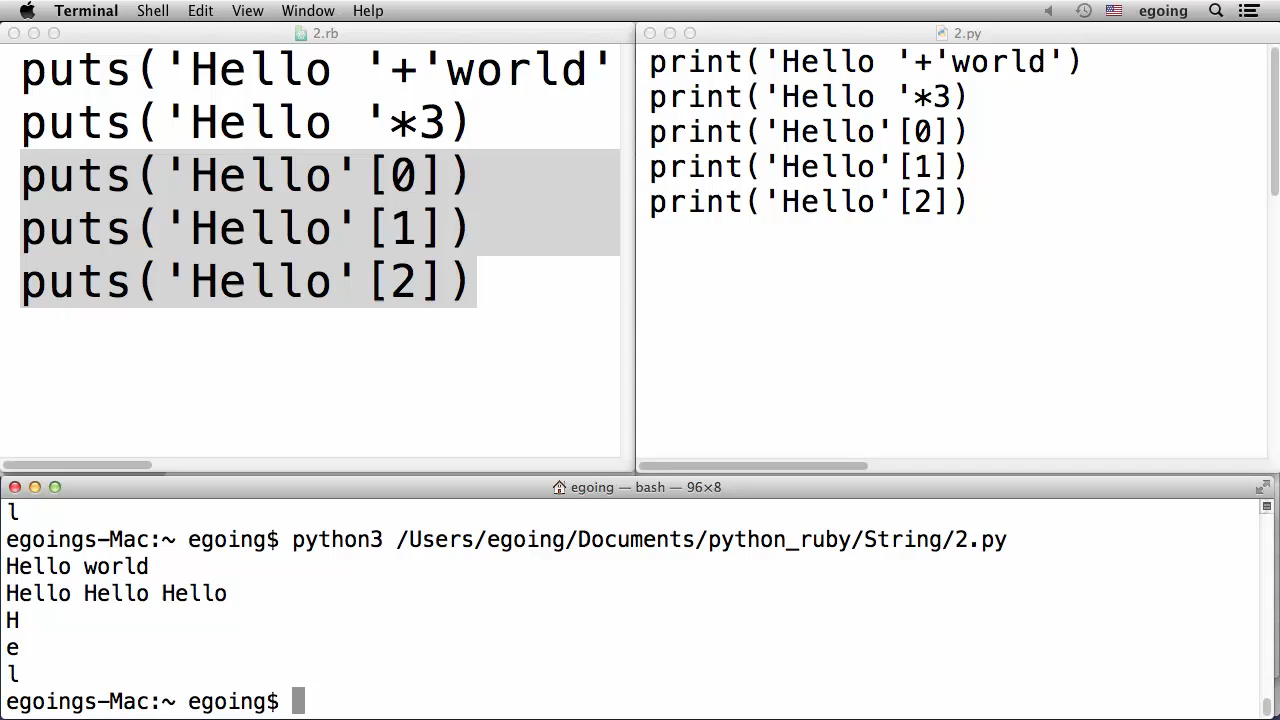 Terminal Shell Edit View Window Help egoing
2.rb
puts('Hello '+'world'
puts('Hello '*3)
puts('Hello'[0])
puts('Hello'[1])
puts('Hello'[2])
2.py
print('Hello '+'world')
print('Hello '*3)
print('Hello'[0])
print('Hello'[1])
print('Hello'[2])
egoing — bash — 96×8
l
egoings-Mac:~ egoing$ python3 /Users/egoing/Documents/python_ruby/String/2.py
Hello world
Hello Hello Hello
H
e
l
egoings-Mac:~ egoing$